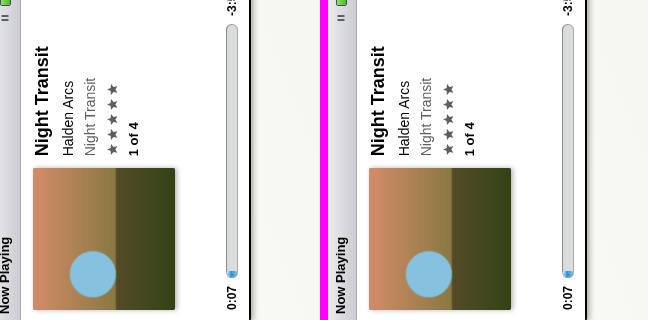 Now Playing
Night Transit
Halden Arcs
Night Transit
★★★★★
1 of 4
0:07
Now Playing
Night Transit
Halden Arcs
Night Transit
★★★★★
1 of 4
0:07